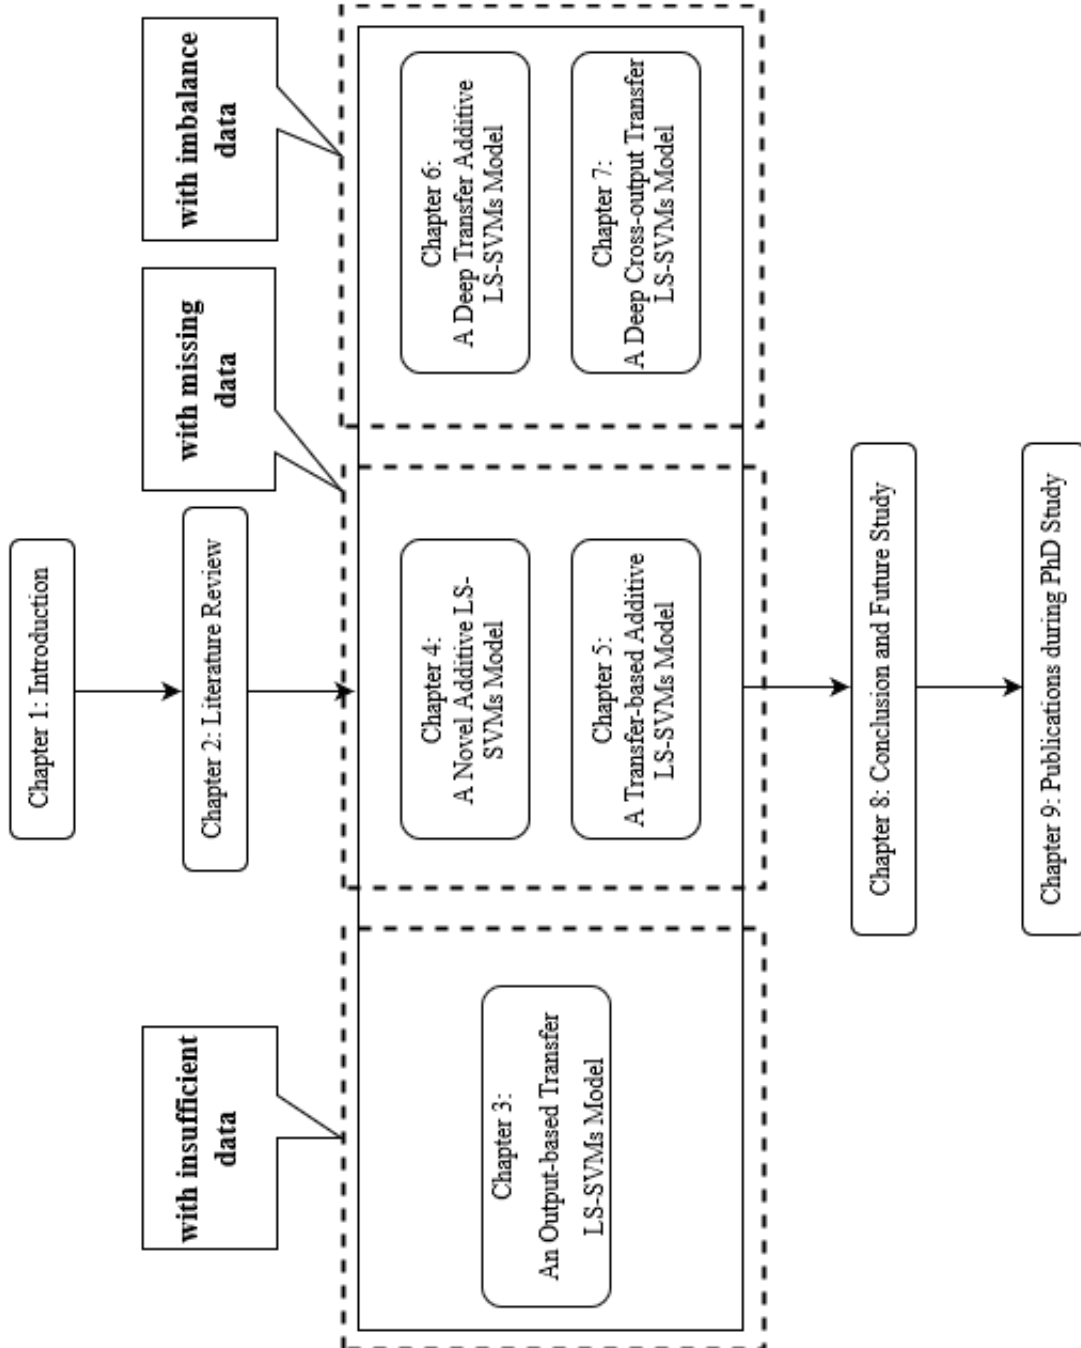 Chapter 1: Introduction
Chapter 2: Literature Review
with insufficient
data
with missing
data
with imbalance
data
Chapter 3:
An Output-based Transfer
LS-SVMs Model
Chapter 4:
A Novel Additive LS-
SVMs Model
Chapter 5:
A Transfer-based Additive
LS-SVMs Model
Chapter 6:
A Deep Transfer Additive
LS-SVMs Model
Chapter 7:
A Deep Cross-output Transfer
LS-SVMs Model
Chapter 8: Conclusion and Future Study
Chapter 9: Publications during PhD Study